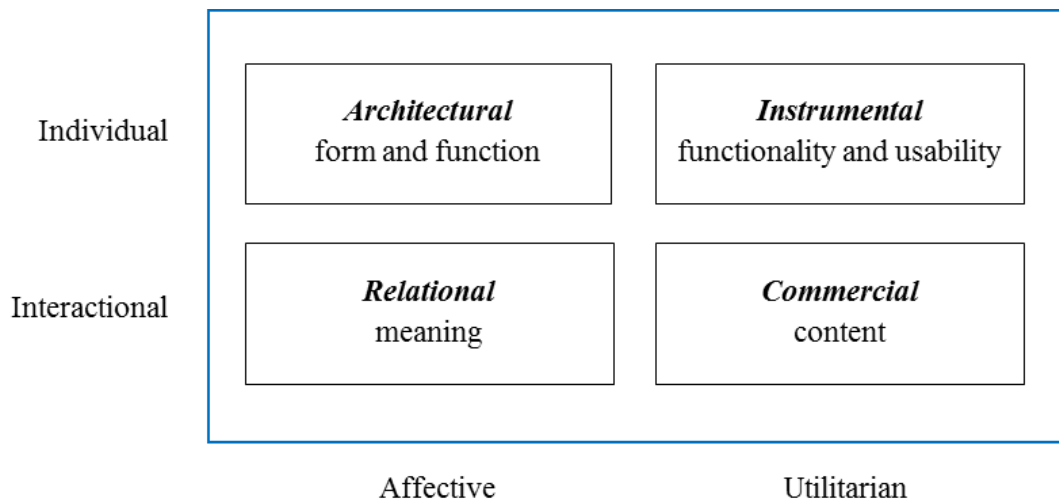 Architectural
form and function
Instrumental
functionality and usability
Individual
Relational
meaning
Commercial
content
Interactional
Affective
Utilitarian